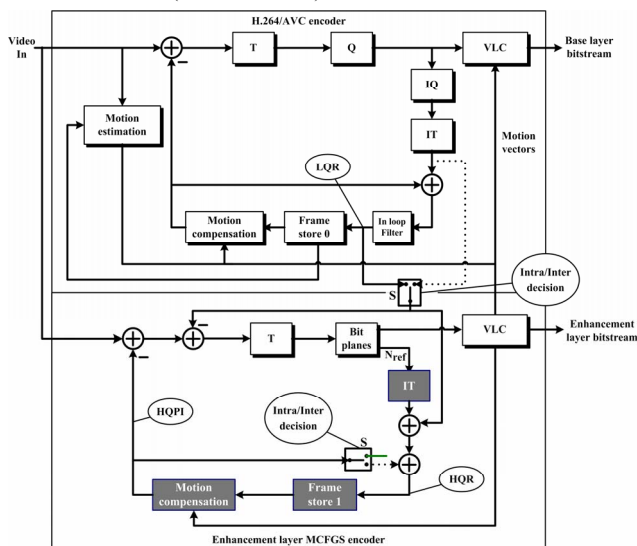 H.264/AVC encoder
Video
In
T
Q
VLC
Base layer
bitstream
IQ
Motion
estimation
IT
Motion
vectors
LQR
Motion
compensation
Frame
store 0
In loop
Filter
Intra/Inter
decision
S
T
Bit
planes
VLC
Enhancement
layer bitstream
Nref
IT
HQPI
Intra/Inter
decision
S
Motion
compensation
Frame
store 1
HQR
Enhancement layer MCFGS encoder